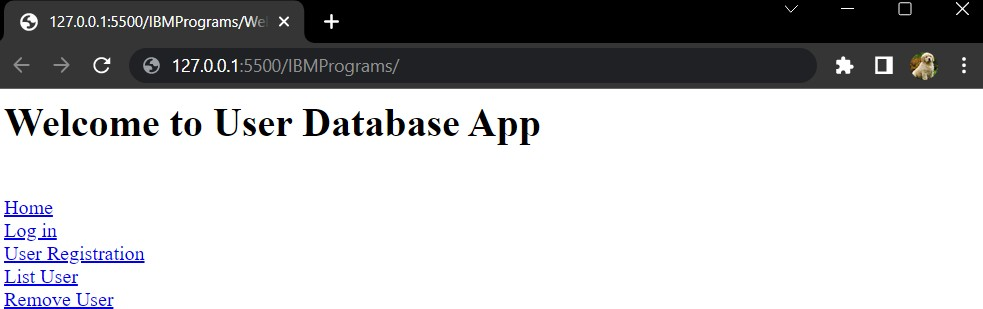 127.0.0.1:5500/IBMPrograms/We
127.0.0.1:5500/IBMPrograms/
Welcome to User Database App
Home
Log in
User Registration
List User
Remove User